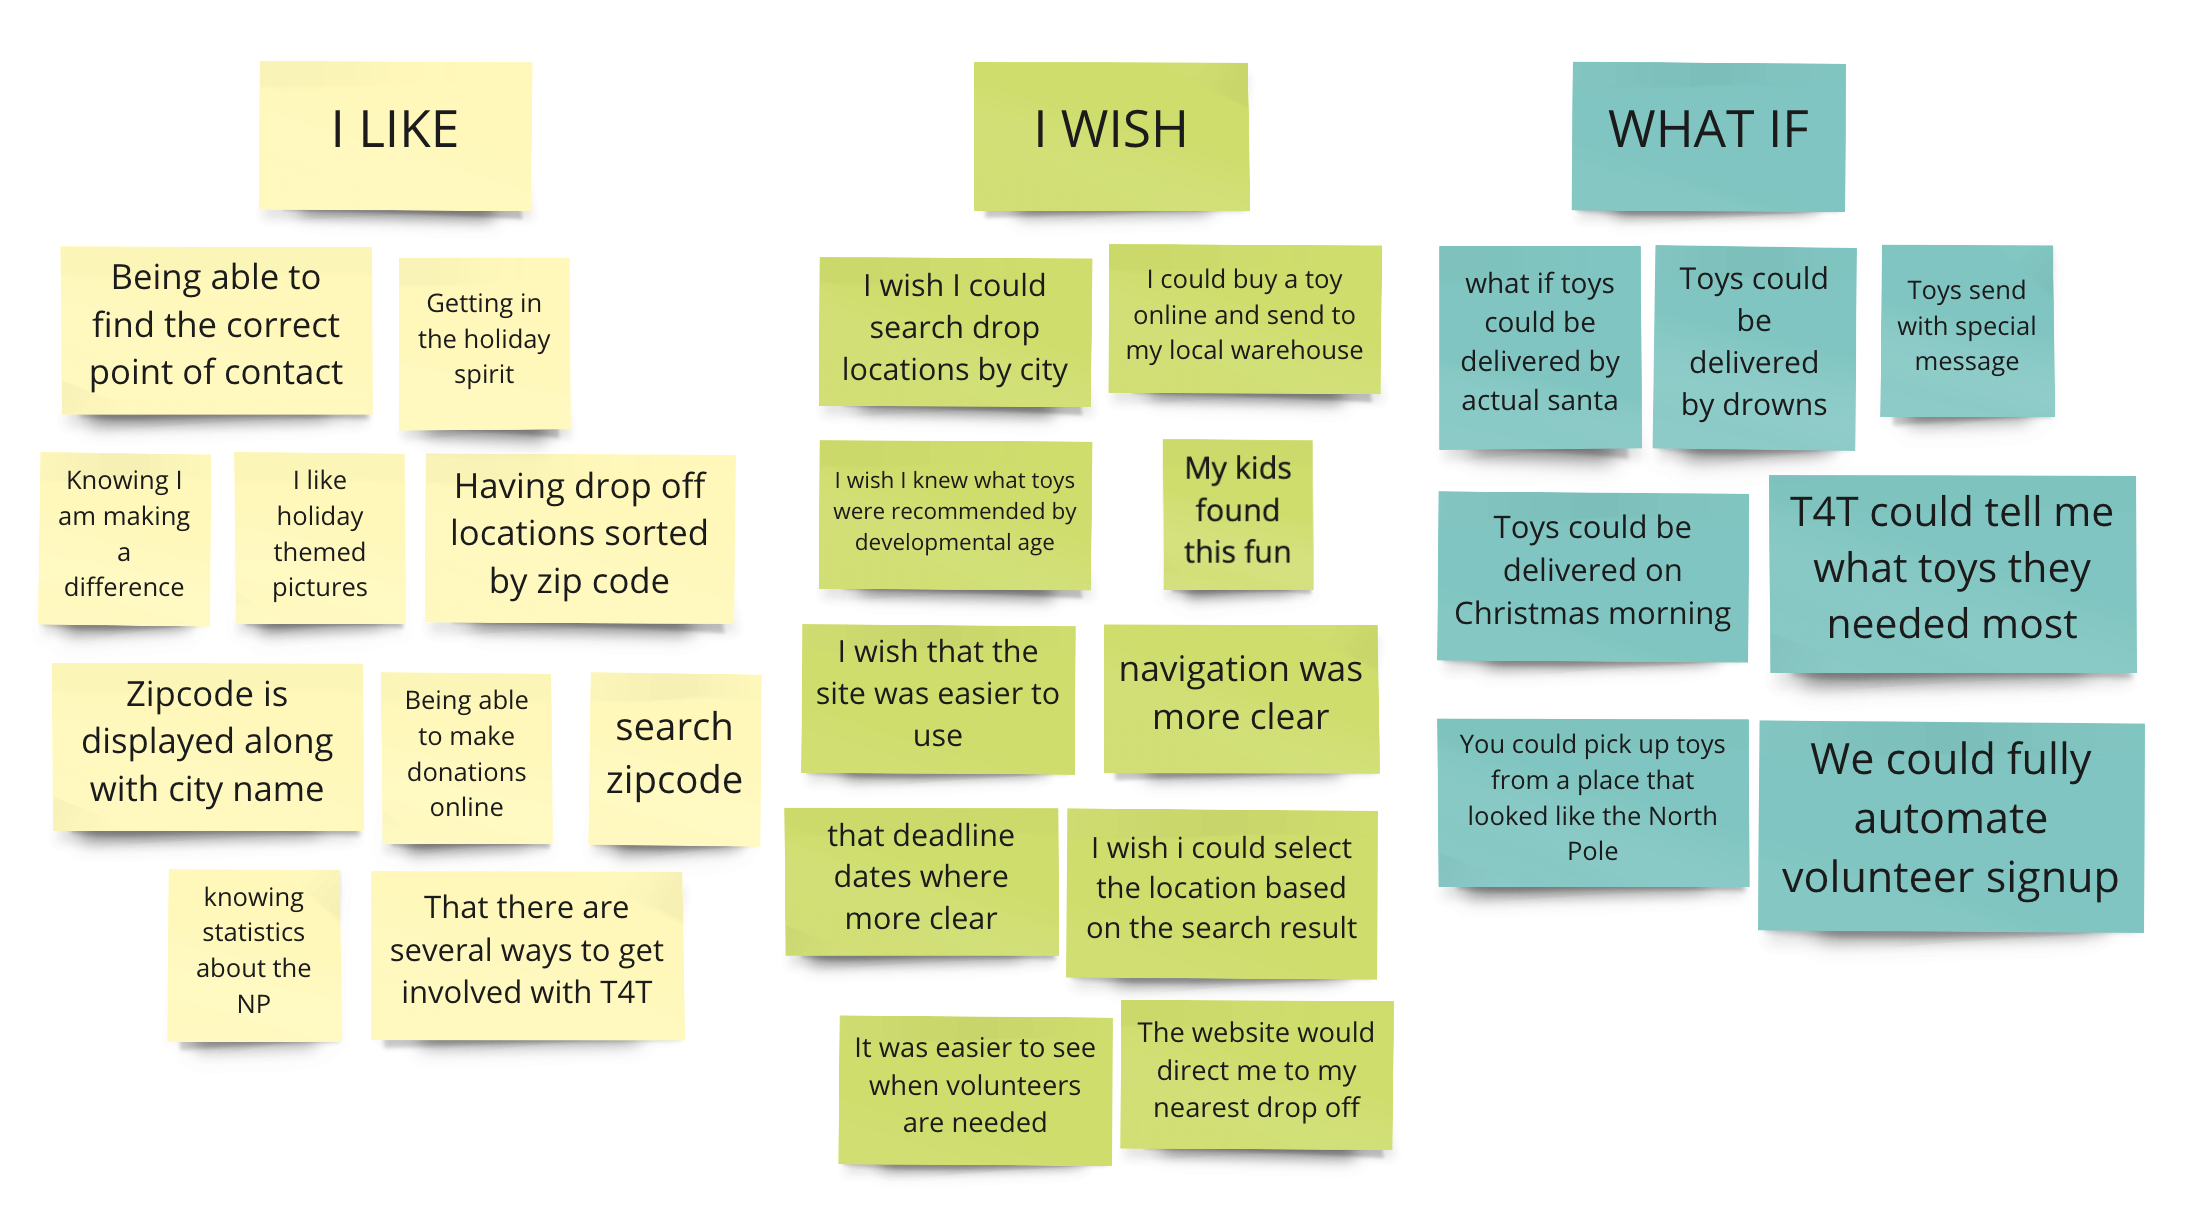 I LIKE
Being able to
find the correct
point of contact
Getting in
the holiday
spirit
Knowing I
am making
a
difference
I like
holiday
themed
pictures
Having drop off
locations sorted
by zip code
Zipcode is
displayed along
with city name
Being able
to make
donations
online
search
zipcode
knowing
statistics
about the
NP
That there are
several ways to get
involved with T4T
I WISH
I wish I could
search drop
locations by city
I could buy a toy
online and send to
my local warehouse
I wish I knew what toys
were recommended by
developmental age
My kids
found
this fun
I wish that the
site was easier to
use
navigation was
more clear
that deadline
dates where
more clear
I wish i could select
the location based
on the search result
It was easier to see
when volunteers
are needed
The website would
direct me to my
nearest drop off
WHAT IF
what if toys
could be
delivered by
actual santa
Toys could
be
delivered
by drowns
Toys send
with special
message
Toys could be
delivered on
Christmas morning
T4T could tell me
what toys they
needed most
You could pick up toys
from a place that
looked like the North
Pole
We could fully
automate
volunteer signup